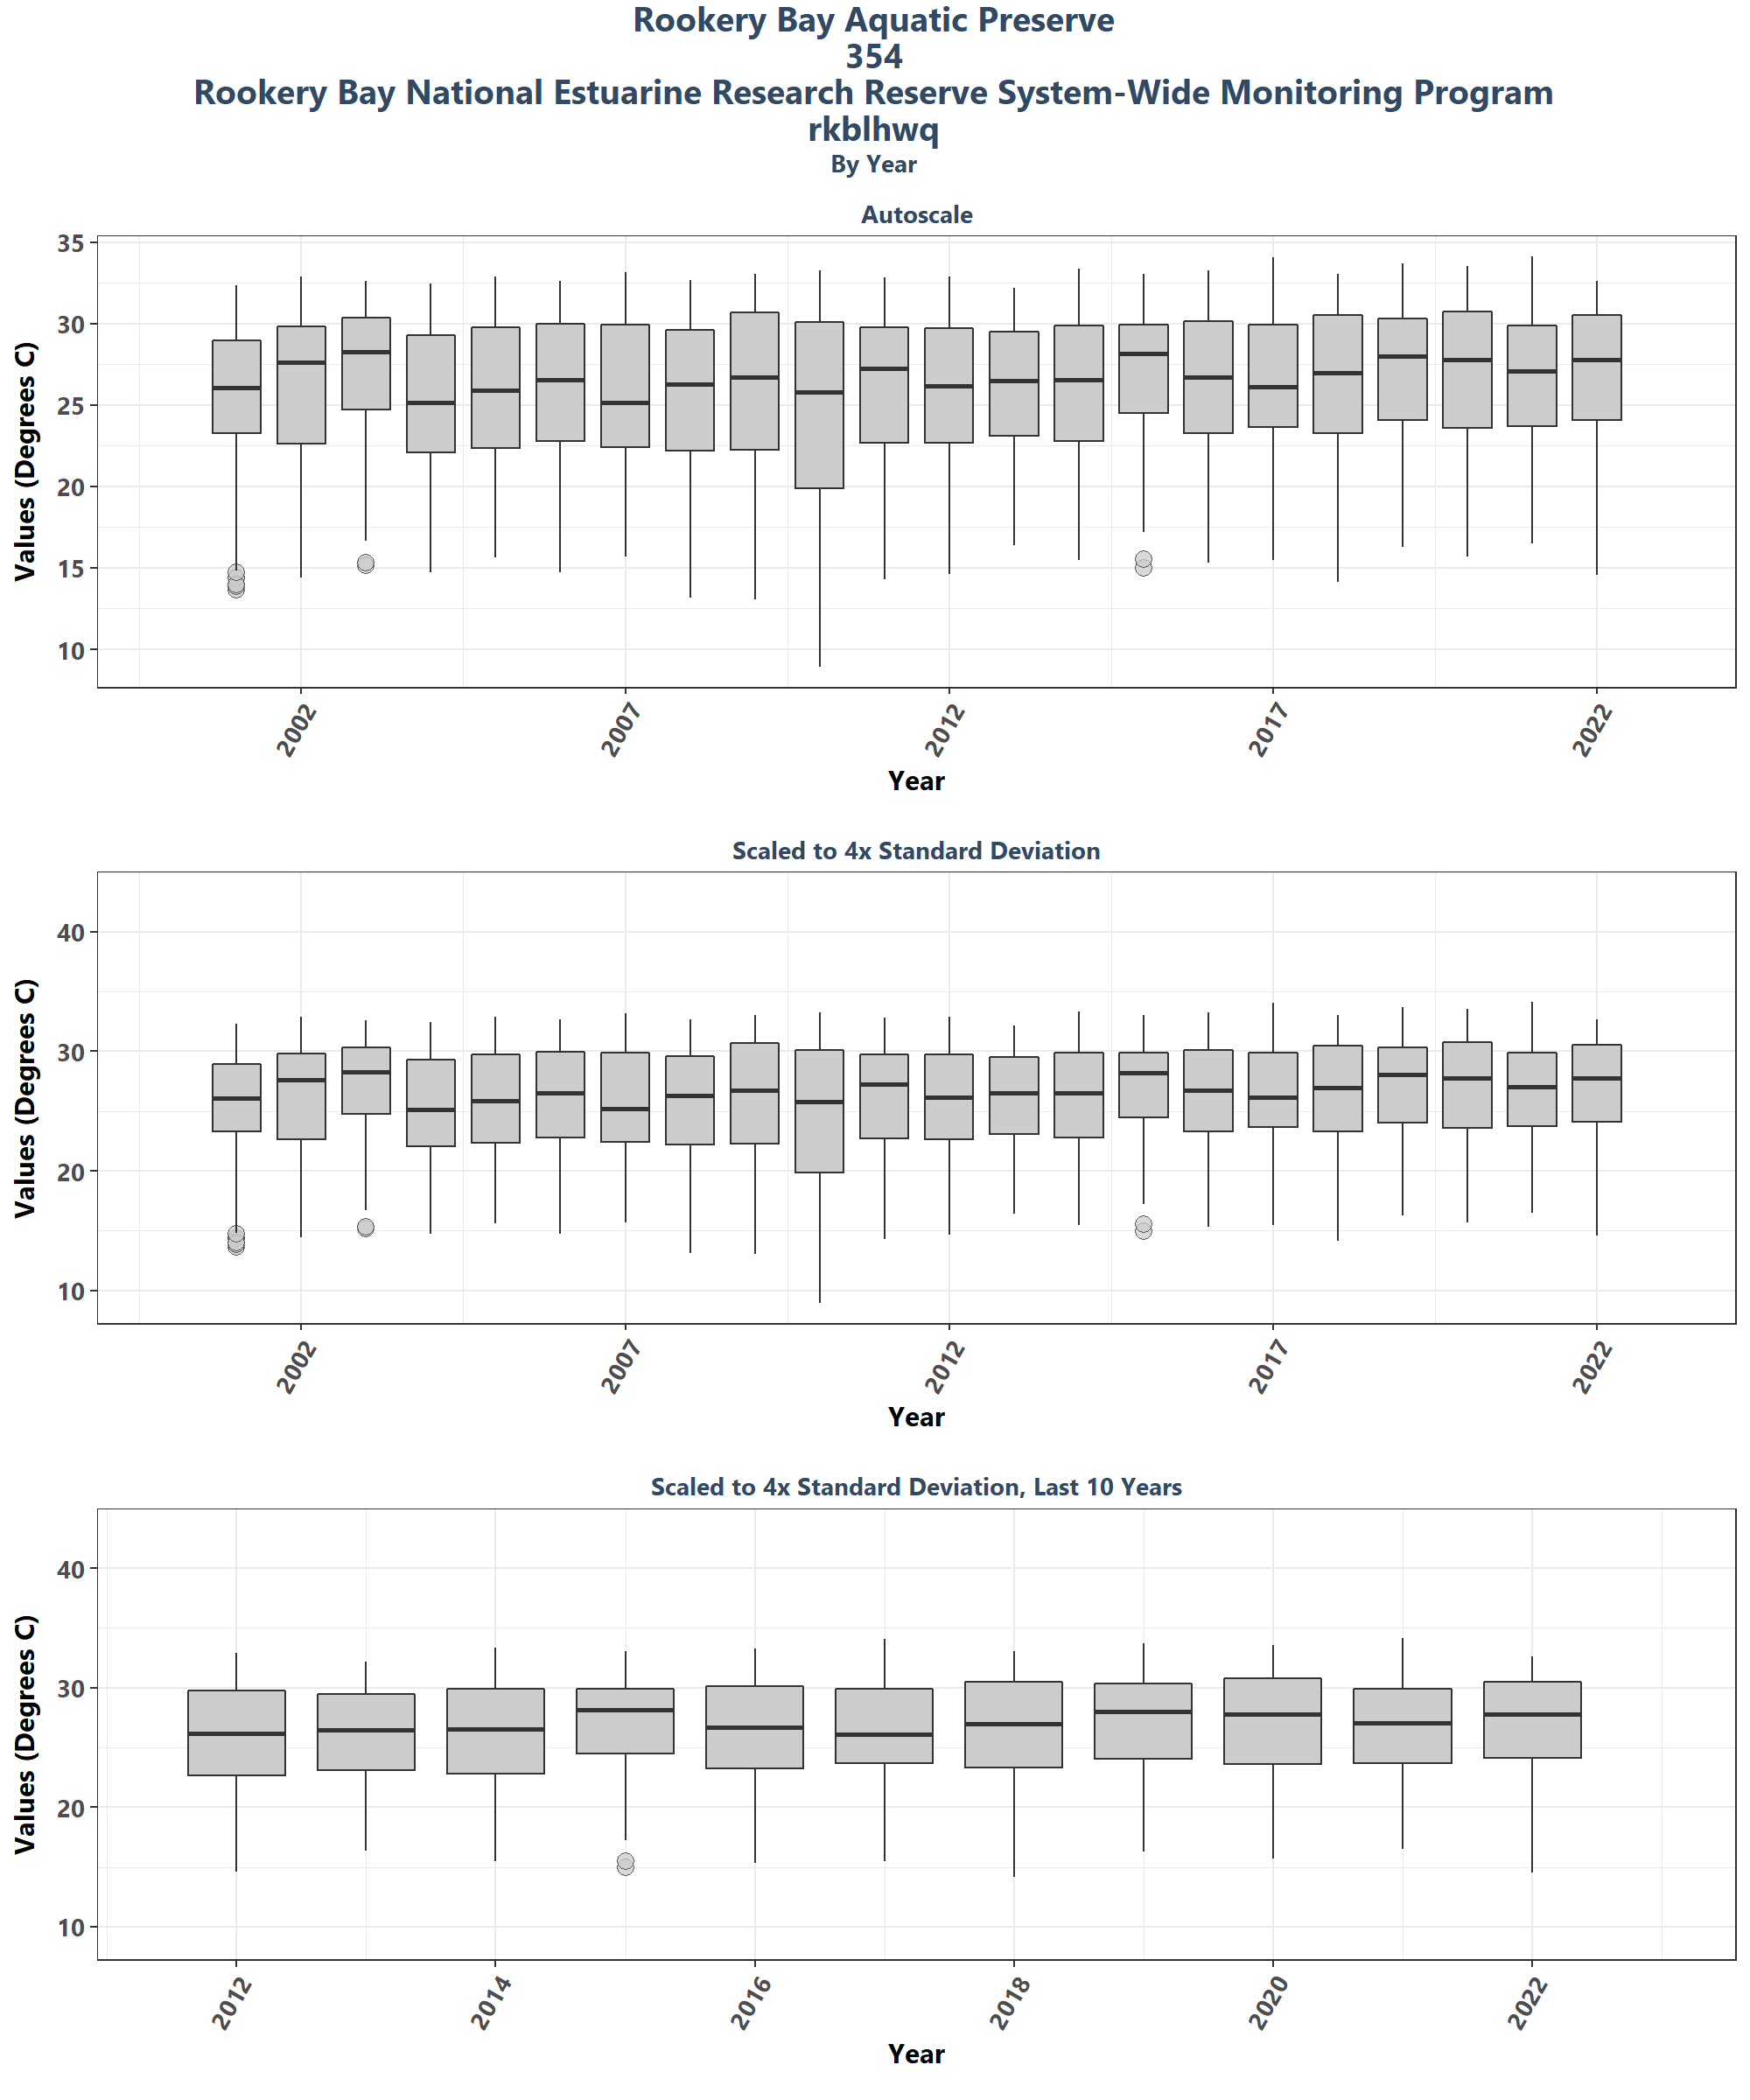 Rookery Bay Aquatic Preserve
354
Rookery Bay National Estuarine Research Reserve System-Wide Monitoring Program
rkblhwq
By Year
Autoscale
Values (Degrees C)
35
30
25
20
15
10
2002
2007
2012
2017
2022
Year
Scaled to 4x Standard Deviation
Values (Degrees C)
40
30
20
10
2002
2007
2012
2017
2022
Year
Scaled to 4x Standard Deviation, Last 10 Years
Values (Degrees C)
40
30
20
10
2012
2014
2016
2018
2020
2022
Year